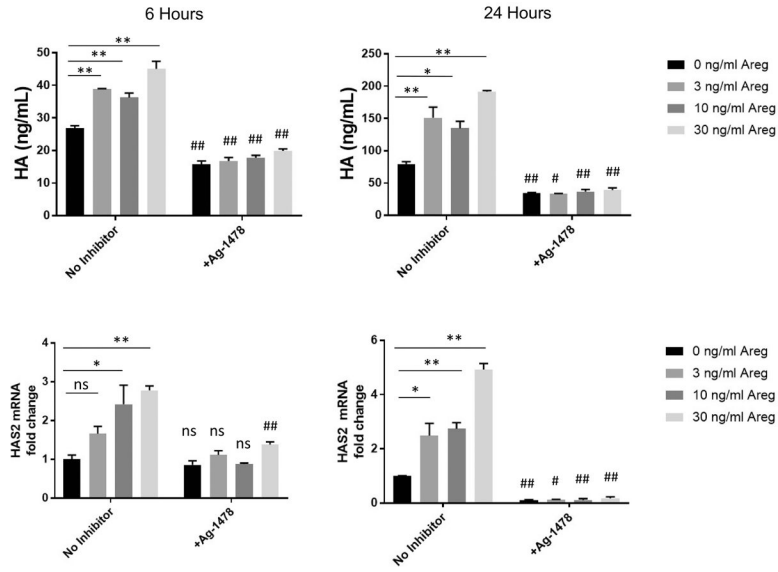 6 Hours
24 Hours
HA (ng/mL)
50
40
30
20
10
0
**
**
**
## ## ## ##
No Inhibitor
+Ag-1478
HA (ng/mL)
250
200
150
100
50
0
**
*
**
## # ## ##
No Inhibitor
+Ag-1478
0 ng/ml Areg
3 ng/ml Areg
10 ng/ml Areg
30 ng/ml Areg
HAS2 mRNA
fold change
4
3
2
1
0
**
*
ns
ns ns ns ##
No Inhibitor
+Ag-1478
HAS2 mRNA
fold change
6
4
2
0
**
**
*
## # ## ##
No Inhibitor
+Ag-1478
0 ng/ml Areg
3 ng/ml Areg
10 ng/ml Areg
30 ng/ml Areg